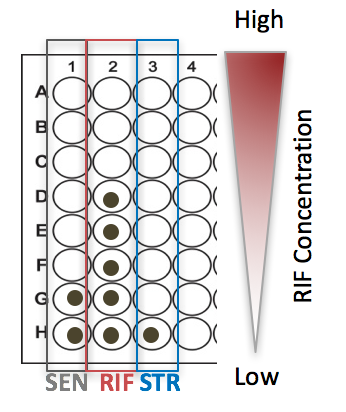 High
1 2 3 4
A
B
C
D
E
F
G
H
RIF Concentration
Low
SEN RIF STR